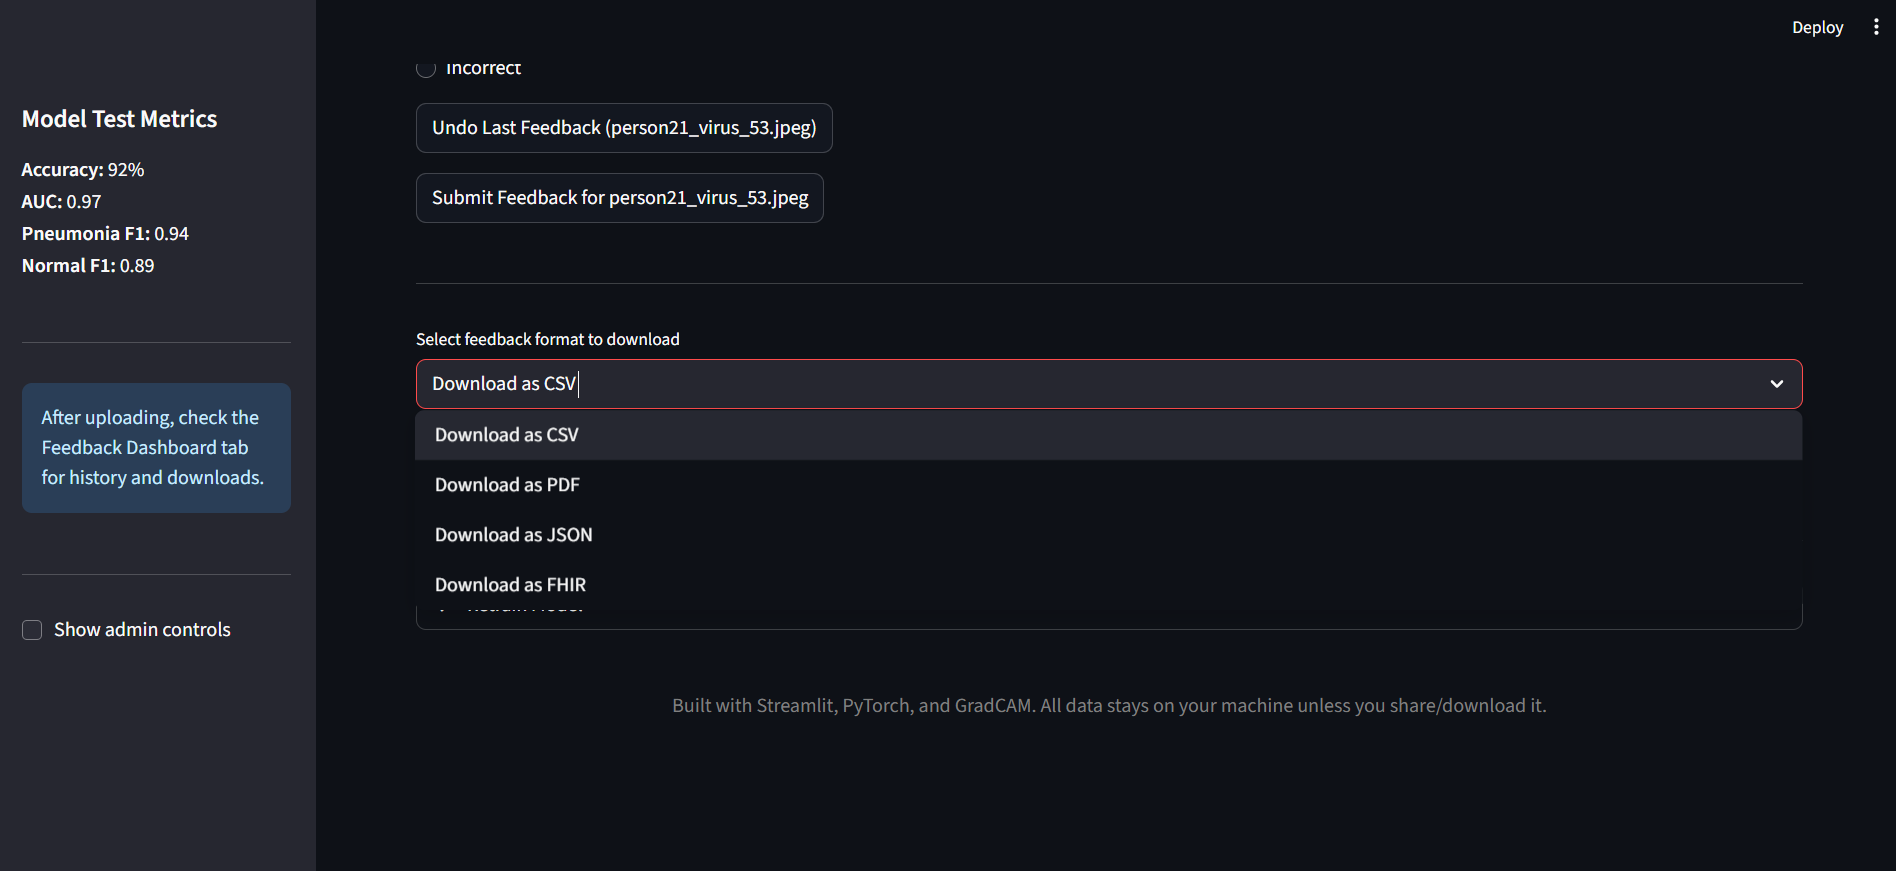 Deploy
Model Test Metrics
Accuracy: 92%
AUC: 0.97
Pneumonia F1: 0.94
Normal F1: 0.89
After uploading, check the
Feedback Dashboard tab
for history and downloads.
Show admin controls
Incorrect
Undo Last Feedback (person21_virus_53.jpeg)
Submit Feedback for person21_virus_53.jpeg
Select feedback format to download
Download as CSV
Download as CSV
Download as PDF
Download as JSON
Download as FHIR
Built with Streamlit, PyTorch, and GradCAM. All data stays on your machine unless you share/download it.